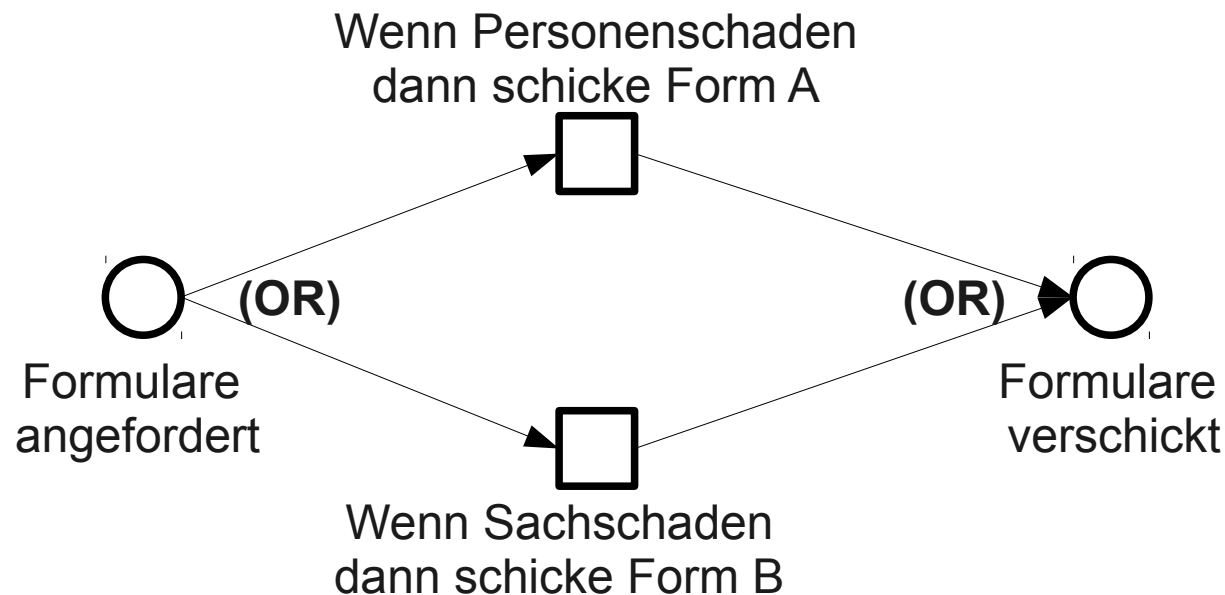 Wenn Personenschaden
dann schicke Form A
(OR)
(OR)
Formulare
angefordert
Formulare
verschickt
Wenn Sachschaden
dann schicke Form B